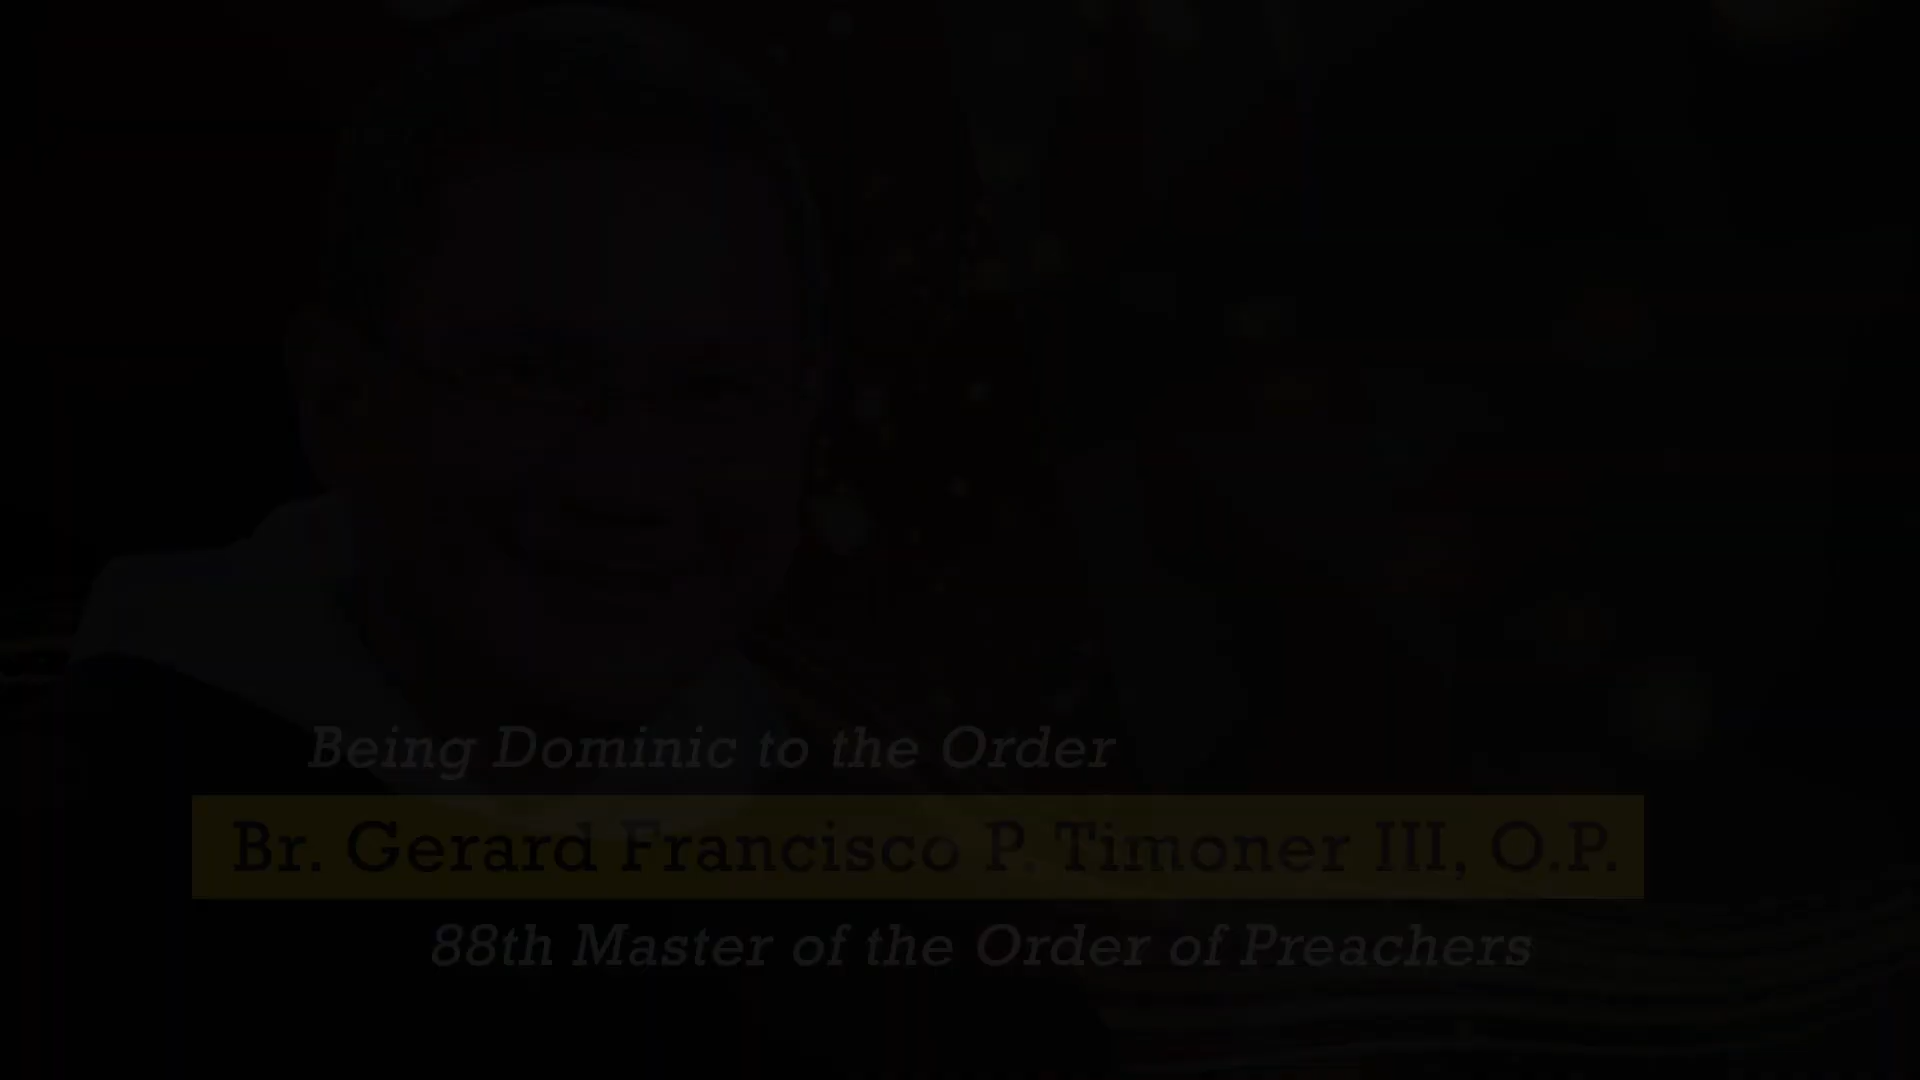 Being Dominic to the Order
Br. Gerard Francisco P. Timoner III, O.P.
88th Master of the Order of Preachers